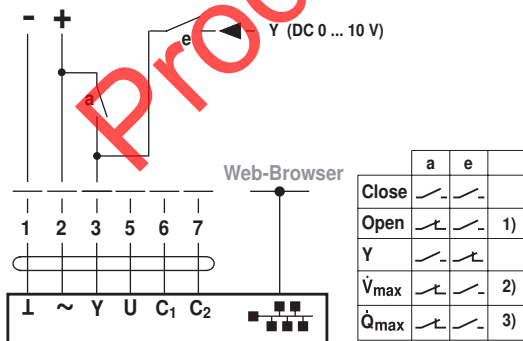 - +
Y (DC 0 ... 10 V)
e
a
Proc
Web-Browser
1 2 3 5 6 7
⊥ ~ Y U C1 C2
a e
Close
Open 1)
Y
V̇max 2)
Q̇max 3)